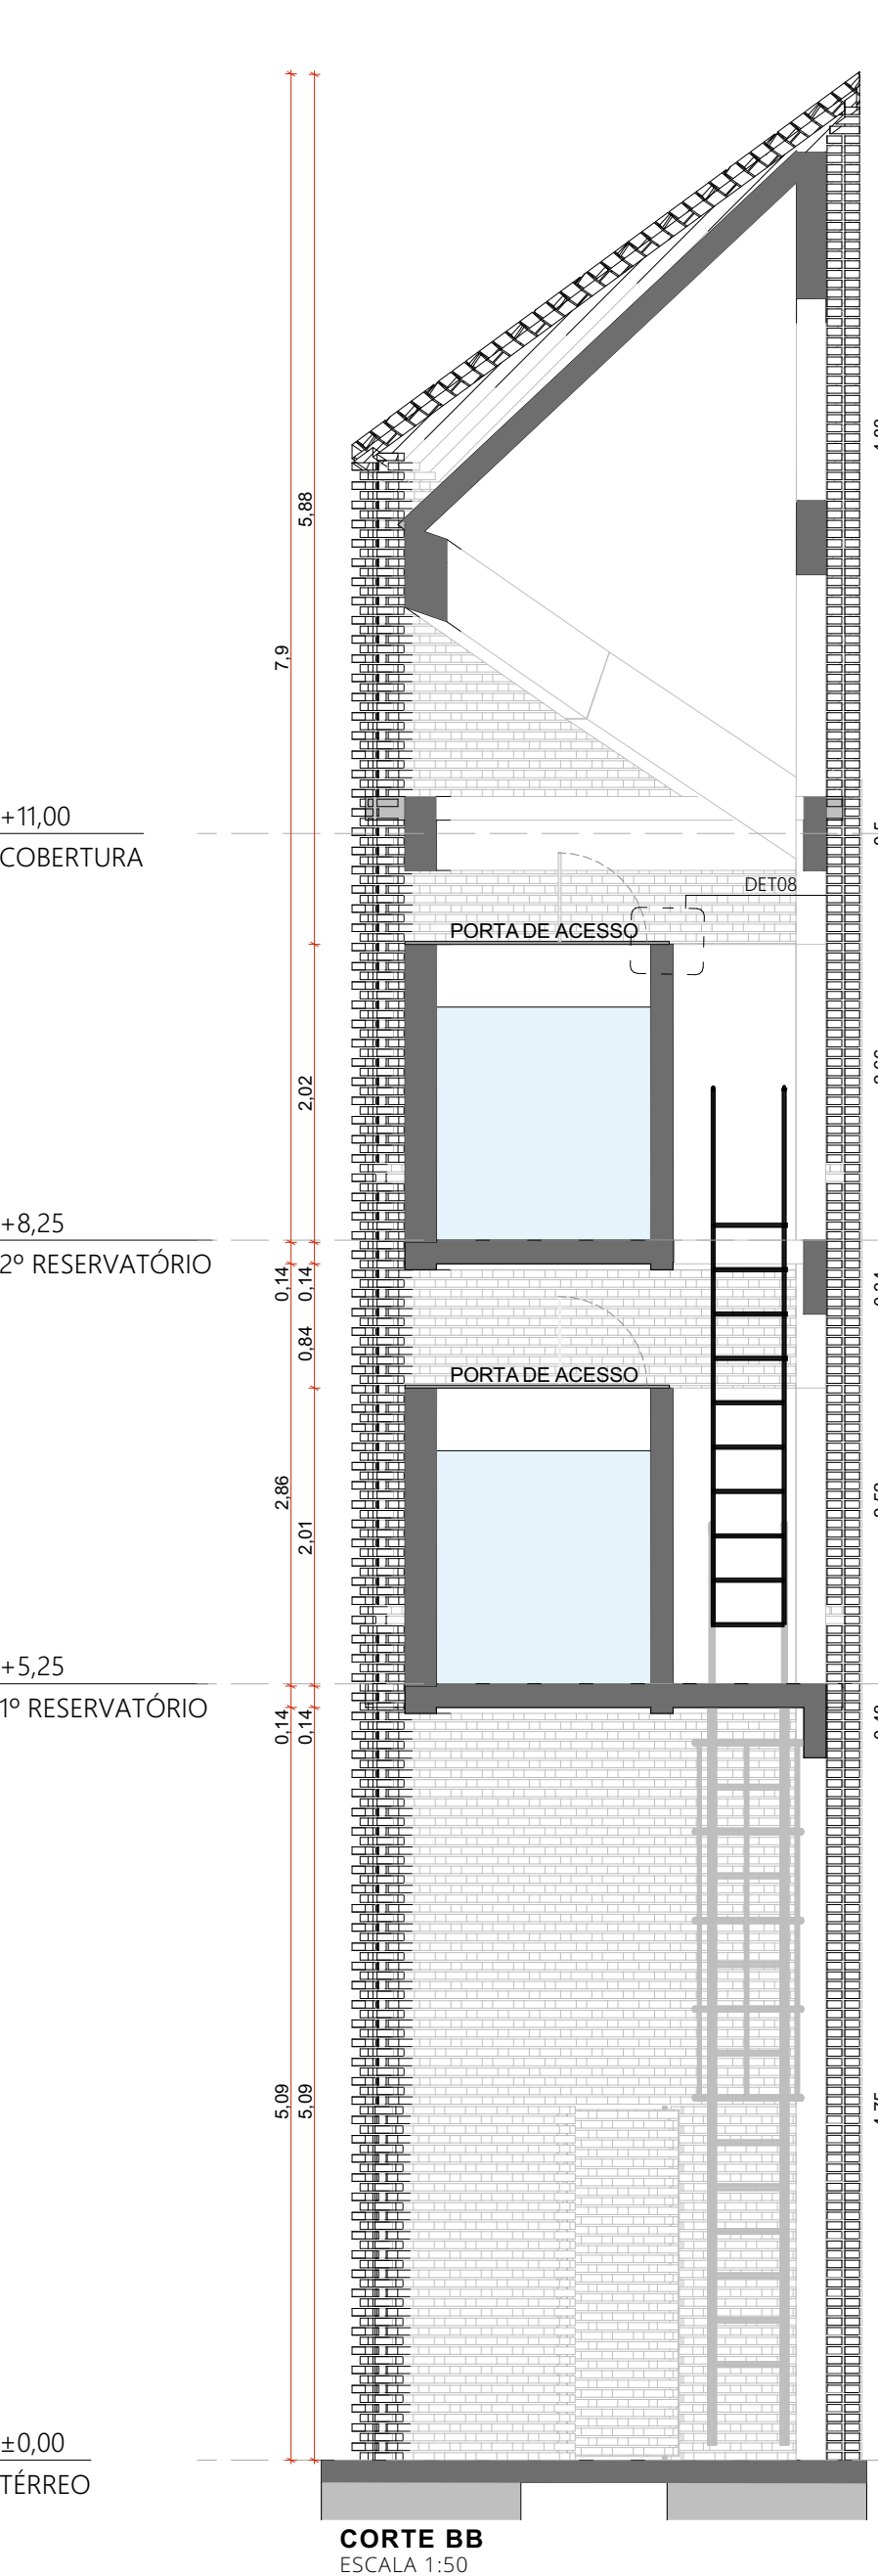 5,88
7,9
+11,00
COBERTURA
DET08
PORTA DE ACESSO
2,02
+8,25
2º RESERVATÓRIO
0,14
0,14
0,84
PORTA DE ACESSO
2,86
2,01
+5,25
1º RESERVATÓRIO
0,14
0,14
5,09
5,09
±0,00
TÉRREO
CORTE BB
ESCALA 1:50